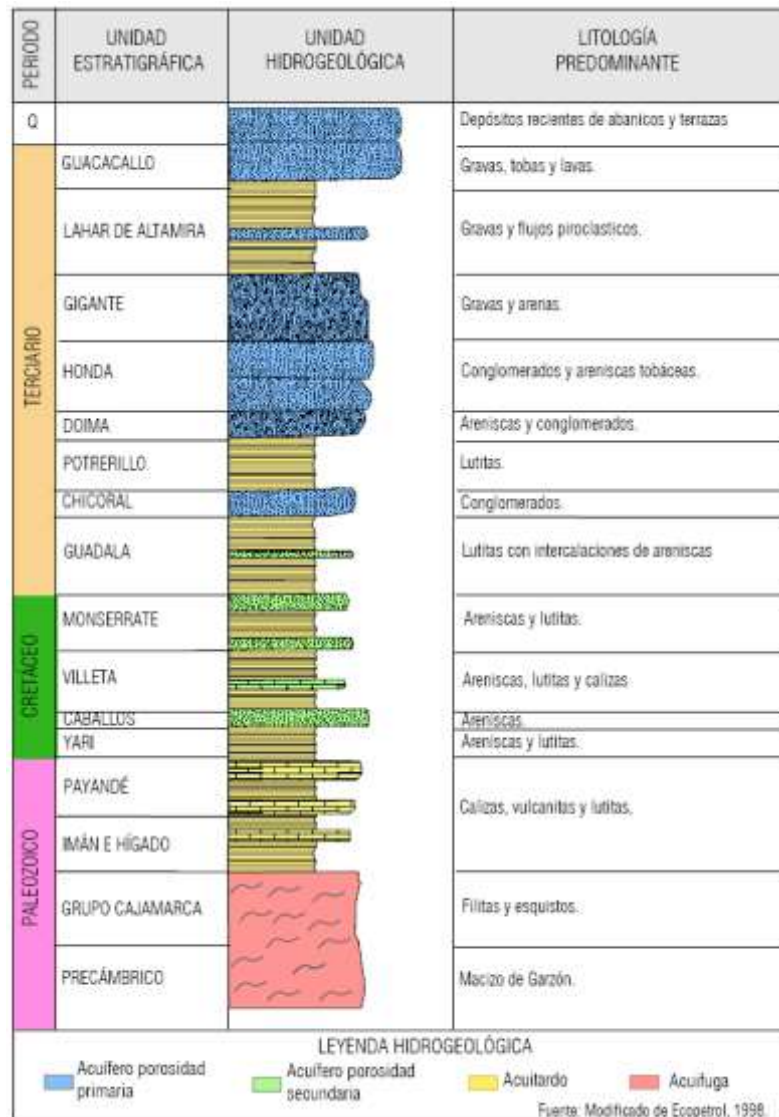 PERIODO
UNIDAD
ESTRATIGRÁFICA
UNIDAD
HIDROGEOLÓGICA
LITOLOGÍA
PREDOMINANTE
Q
Depósitos recientes de abanicos y terrazas
TERCIARIO
GUACACALLO
Gravas, tobas y lavas.
LAHAR DE ALTAMIRA
Gravas y flujos piroclasticos.
GIGANTE
Gravas y arenas.
HONDA
Conglomerados y areniscas tobáceas.
DOIMA
Areniscas y conglomerados.
POTRERILLO
Lutitas.
CHICORAL
Conglomerados.
GUADALA
Lutitas con intercalaciones de areniscas
CRETÁCEO
MONSERRATE
Areniscas y lutitas.
VILLETA
Areniscas, lutitas y calizas
CABALLOS
Areniscas.
YARI
Areniscas y lutitas.
PALEOZOICO
PAYANDÉ
Calizas, vulcanitas y lutitas,
IMÁN E HÍGADO
GRUPO CAJAMARCA
Filitas y esquistos.
PRECÁMBRICO
Macizo de Garzón.
LEYENDA HIDROGEOLÓGICA
Acuífero porosidad
primaria
Acuífero porosidad
secundaria
Acuitardo
Acuifuga
Fuente: Modificado de Ecopetrol, 1998